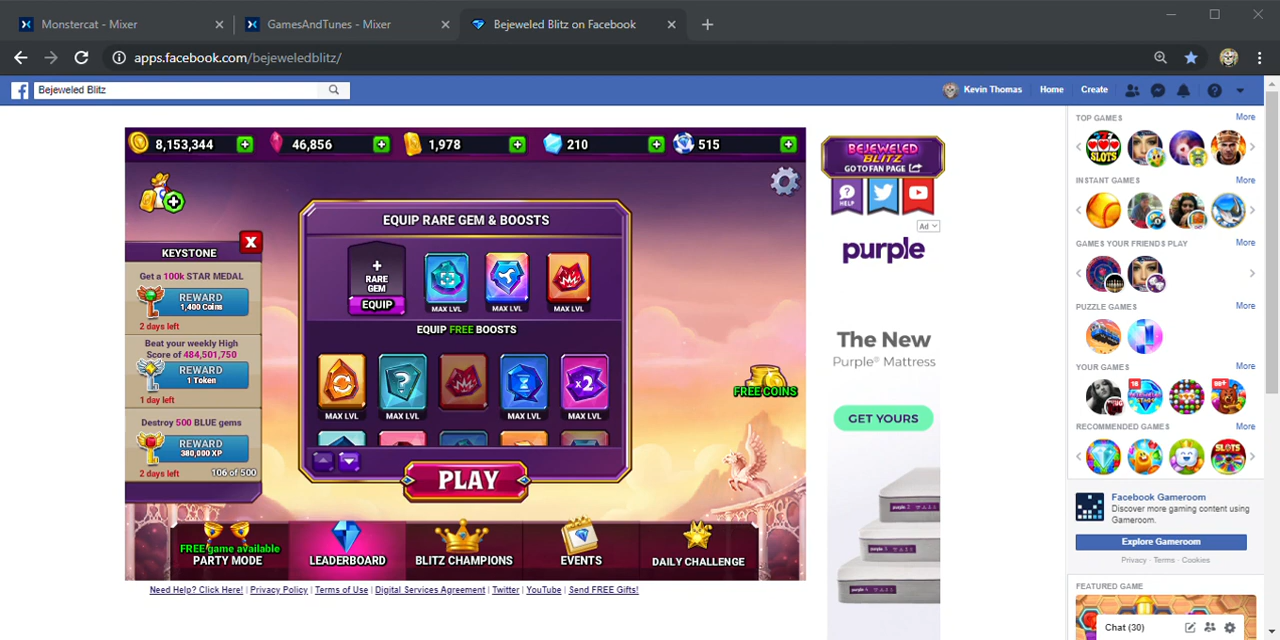 Monstercat - Mixer
GamesAndTunes - Mixer
Bejeweled Blitz on Facebook
apps.facebook.com/bejeweledblitz/
Bejeweled Blitz
Kevin Thomas
Home
Create
8,153,344
46,856
1,978
210
515
EQUIP RARE GEM & BOOSTS
+
RARE
GEM
EQUIP
MAX LVL
MAX LVL
MAX LVL
EQUIP FREE BOOSTS
?
x2
MAX LVL
MAX LVL
MAX LVL
MAX LVL
PLAY
X
KEYSTONE
Get a 100k STAR MEDAL
REWARD
1,400 Coins
2 days left
Beat your weekly High
Score of 484,501,750
REWARD
1 Token
1 day left
Destroy 500 BLUE gems
REWARD
380,000 XP
2 days left
106 of 500
FREE COINS
FREE game available
PARTY MODE
LEADERBOARD
BLITZ CHAMPIONS
EVENTS
DAILY CHALLENGE
Need Help? Click Here! | Privacy Policy | Terms of Use | Digital Services Agreement | Twitter | YouTube | Send FREE Gifts!
BEJEWELED
BLITZ
GO TO FAN PAGE
HELP
Ad
purple
The New
Purple® Mattress
GET YOURS
TOP GAMES
More
SLOTS
INSTANT GAMES
More
GAMES YOUR FRIENDS PLAY
More
PUZZLE GAMES
More
YOUR GAMES
More
RECOMMENDED GAMES
More
SLOTS
Facebook Gameroom
Discover more gaming content using
Gameroom.
Explore Gameroom
Privacy · Terms · Cookies
FEATURED GAME
Chat (30)